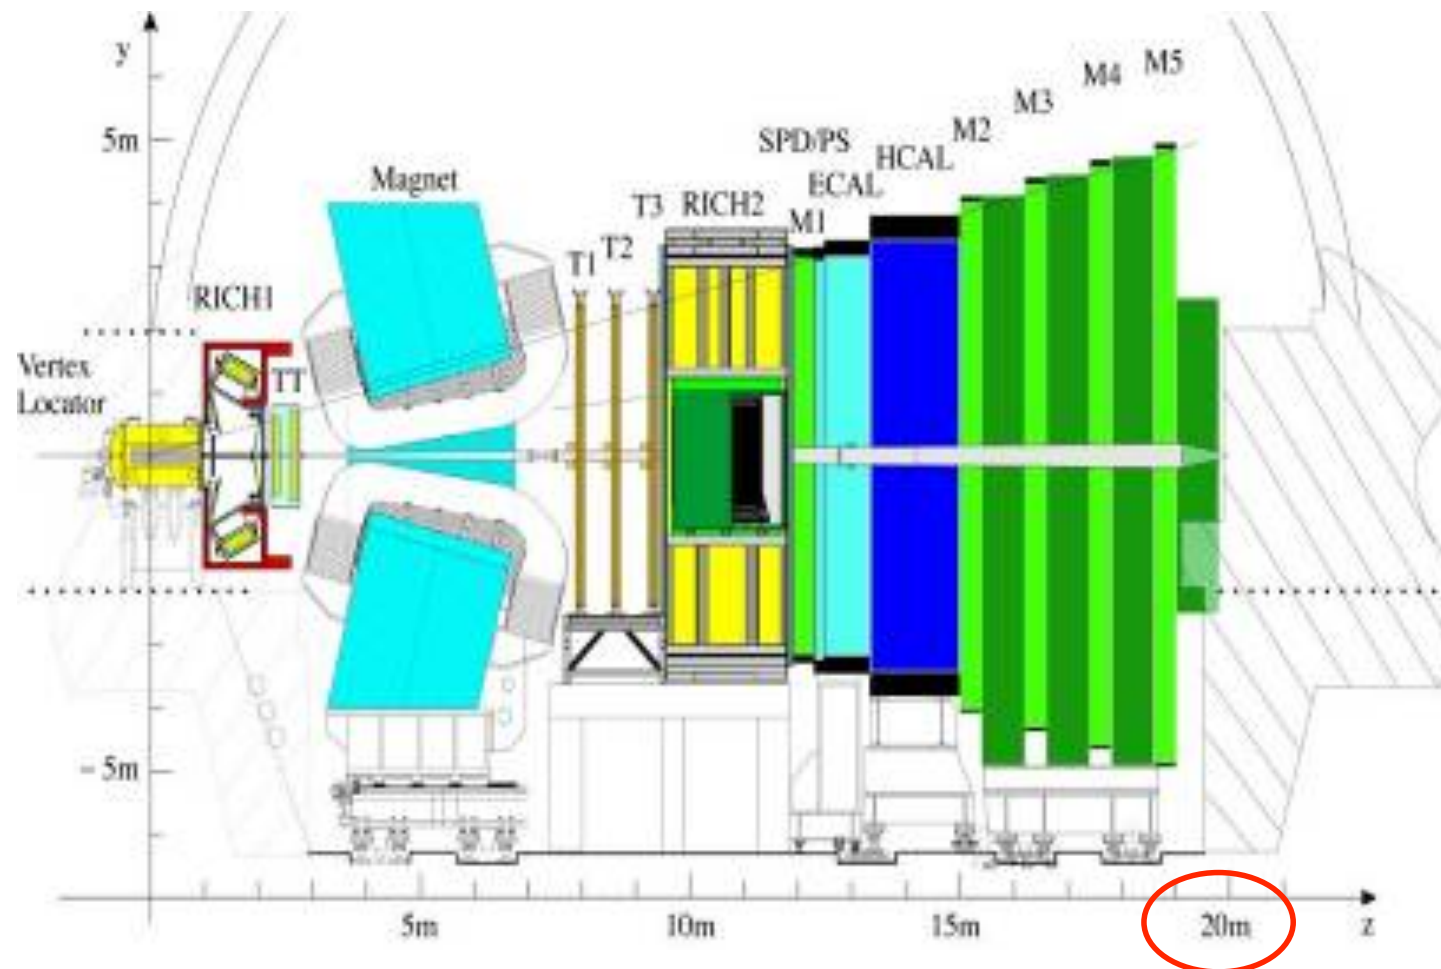 y
M5
M4
M3
M2
5m
SPD/PS
HCAL
ECAL
Magnet
T3 RICH2
M1
T2
T1
RICH1
Vertex
Locator
TT
– 5m
5m
10m
15m
20m
z